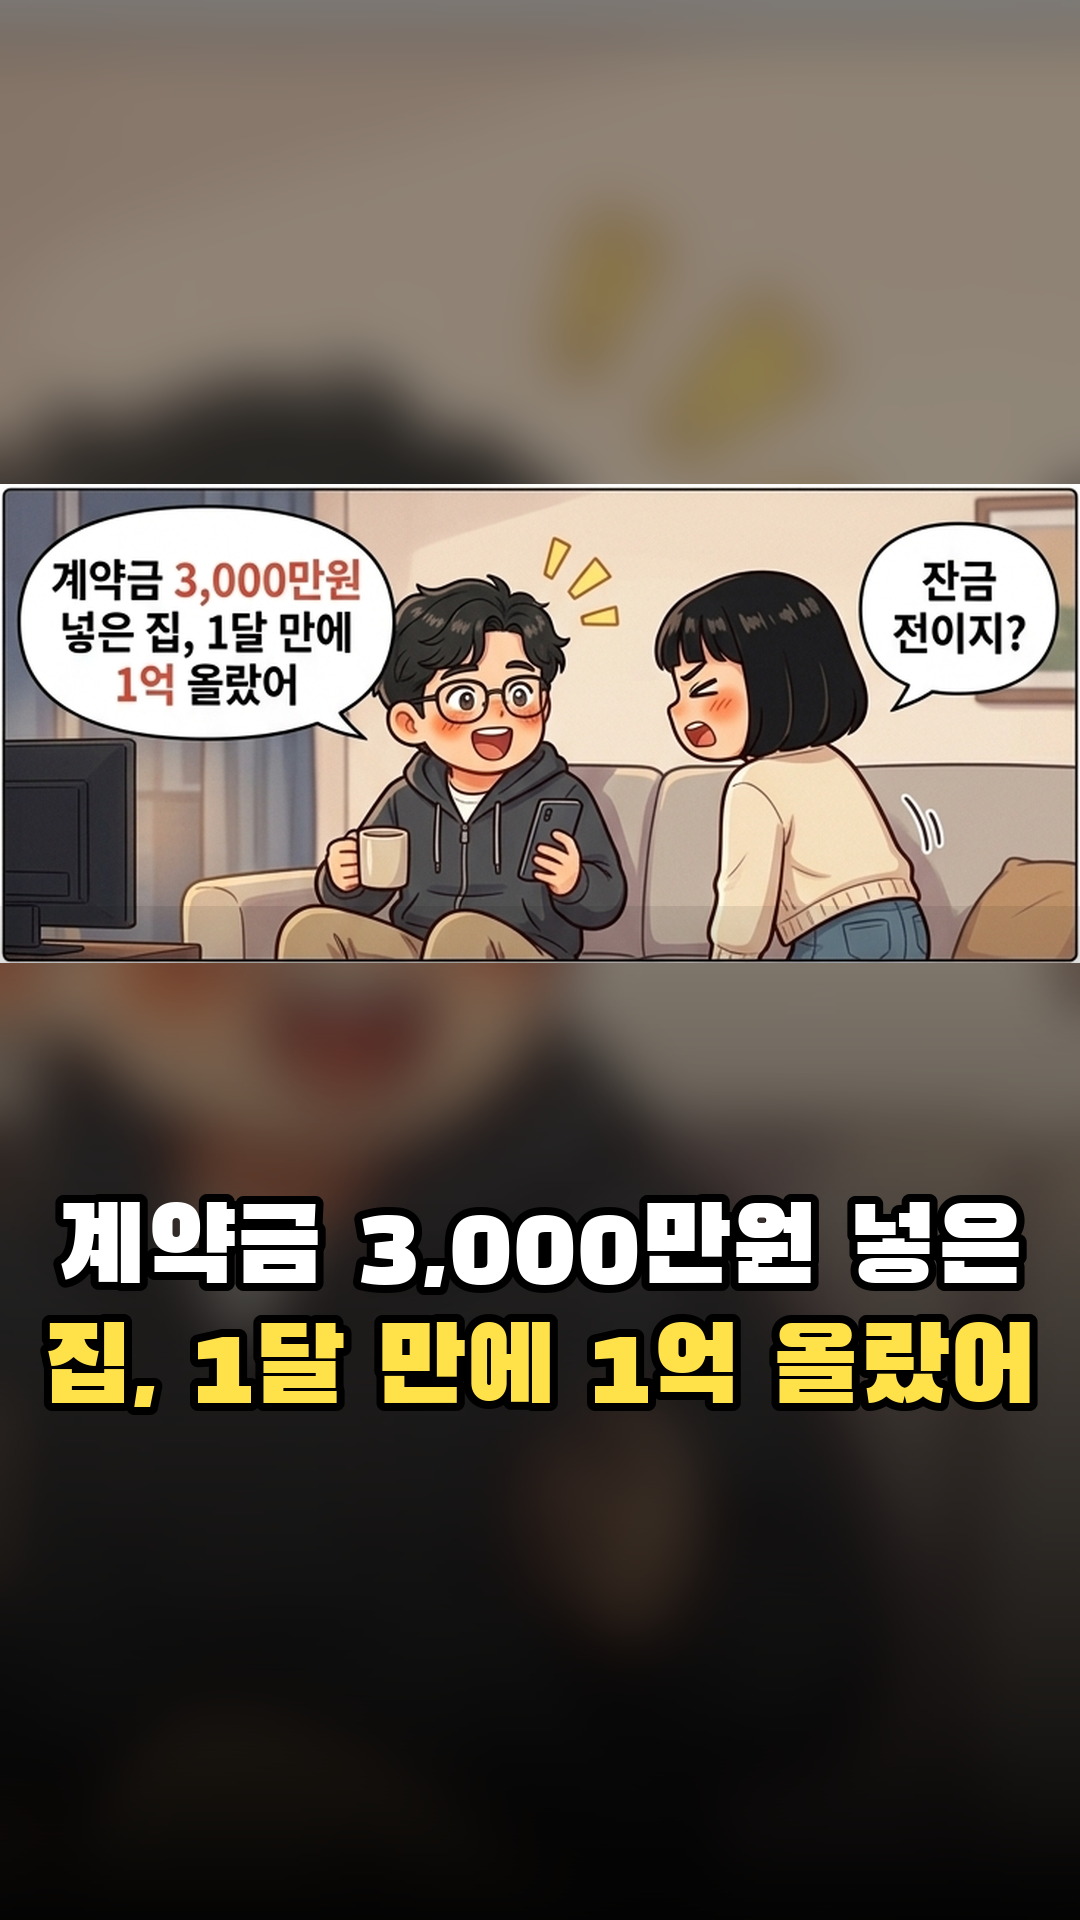 계약금 3,000만원
넣은 집, 1달 만에
1억 올랐어
잔금
전이지?
계약금 3,000만원 넣은
집, 1달 만에 1억 올랐어